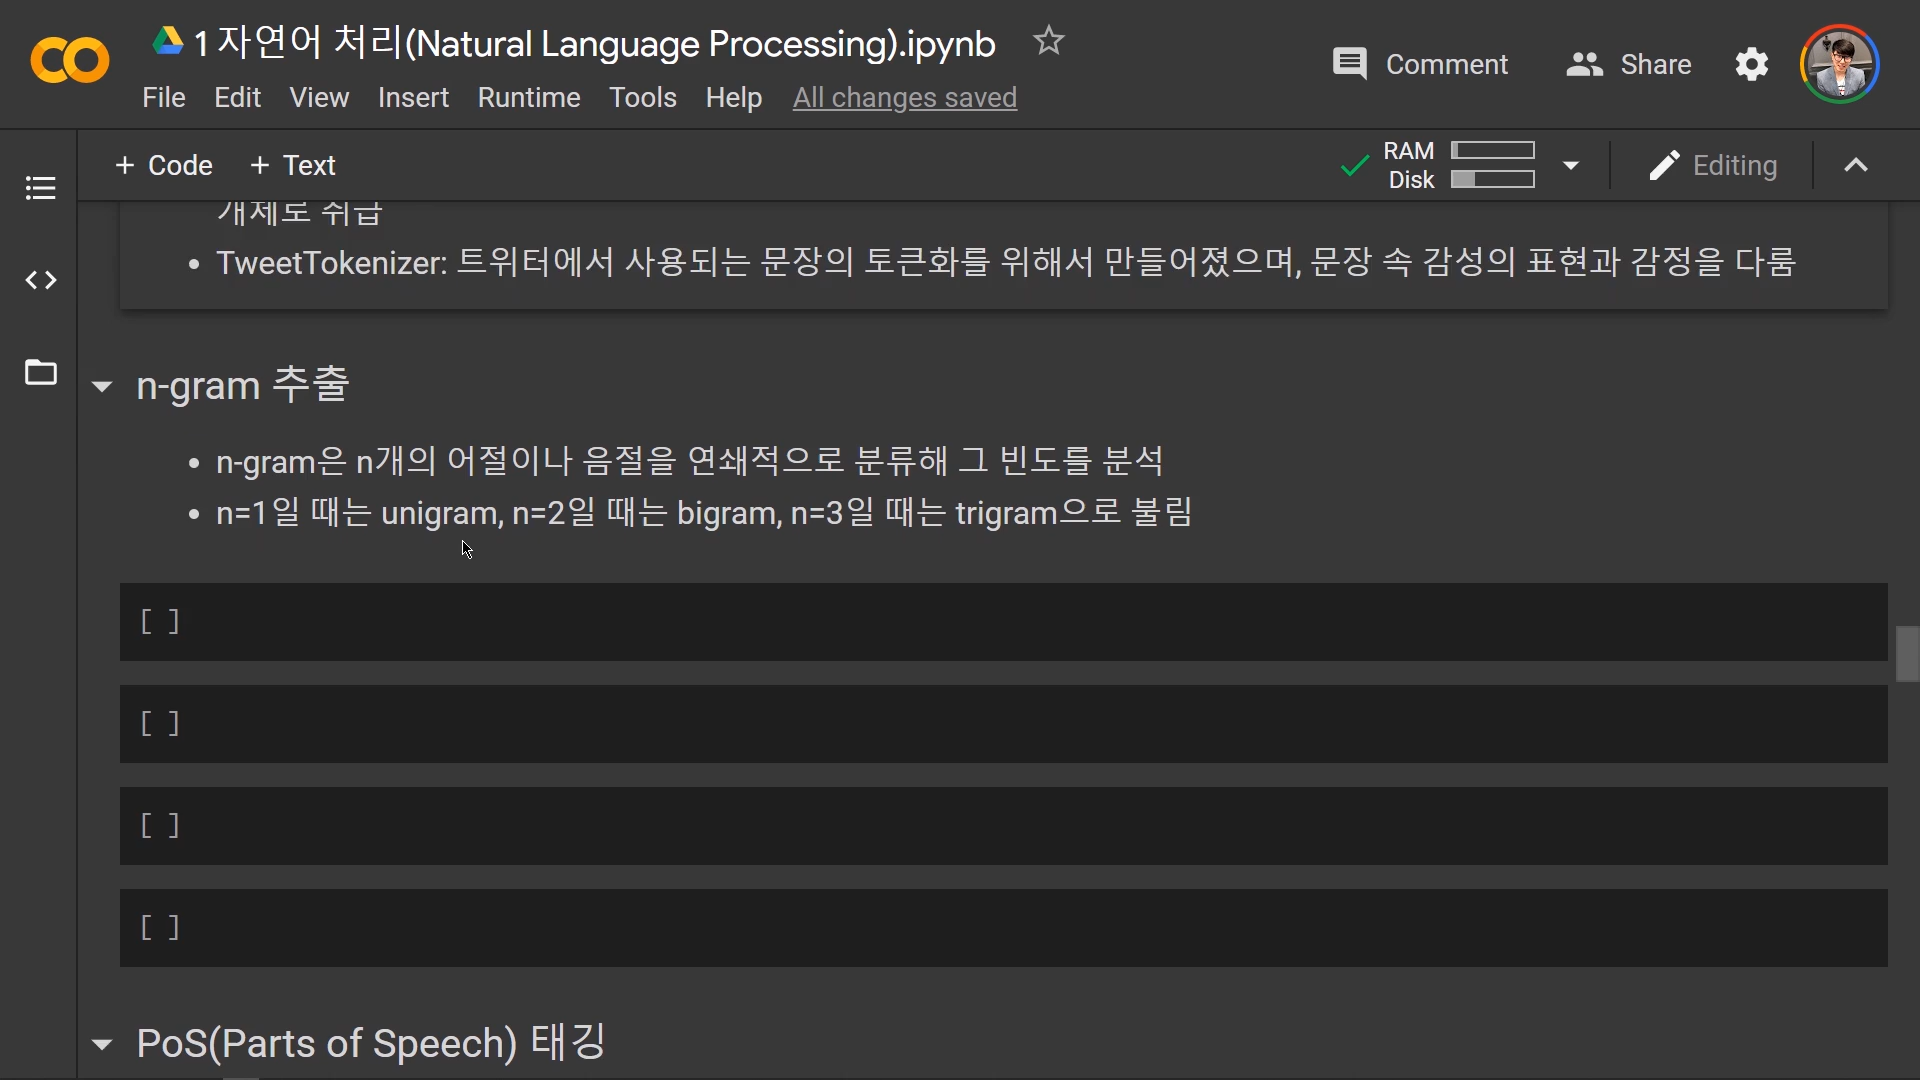 1 자연어 처리(Natural Language Processing).ipynb
Comment
Share
File Edit View Insert Runtime Tools Help All changes saved
+ Code + Text
RAM
Disk
Editing
개체로 취급
• TweetTokenizer: 트위터에서 사용되는 문장의 토큰화를 위해서 만들어졌으며, 문장 속 감성의 표현과 감정을 다룸
n-gram 추출
• n-gram은 n개의 어절이나 음절을 연쇄적으로 분류해 그 빈도를 분석
• n=1일 때는 unigram, n=2일 때는 bigram, n=3일 때는 trigram으로 불림
[ ]
[ ]
[ ]
[ ]
PoS(Parts of Speech) 태깅